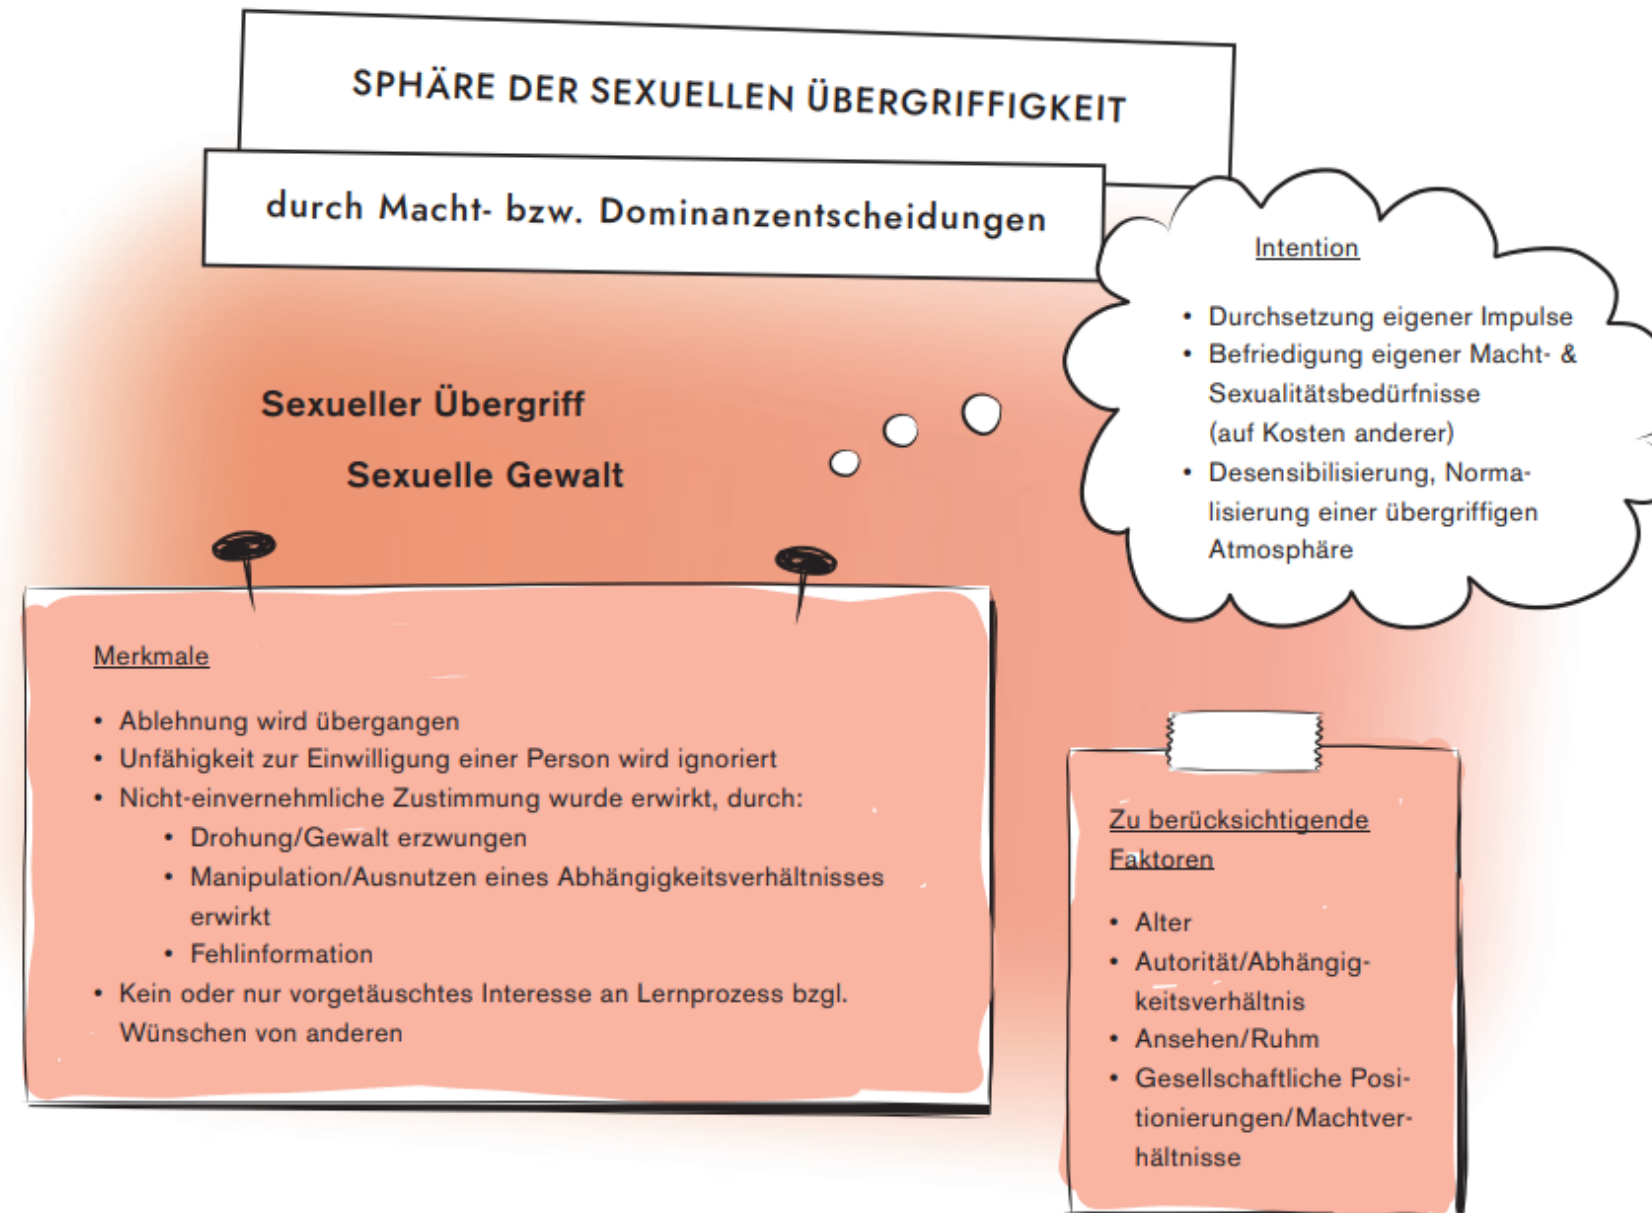 SPHÄRE DER SEXUELLEN ÜBERGRIFFIGKEIT
durch Macht- bzw. Dominanzentscheidungen
Intention
• Durchsetzung eigener Impulse
• Befriedigung eigener Macht- &
Sexualitätsbedürfnisse
(auf Kosten anderer)
• Desensibilisierung, Norma-
lisierung einer übergriffigen
Atmosphäre
Sexueller Übergriff
Sexuelle Gewalt
Merkmale
• Ablehnung wird übergangen
• Unfähigkeit zur Einwilligung einer Person wird ignoriert
• Nicht-einvernehmliche Zustimmung wurde erwirkt, durch:
• Drohung/Gewalt erzwungen
• Manipulation/Ausnutzen eines Abhängigkeitsverhältnisses
erwirkt
• Fehlinformation
• Kein oder nur vorgetäuschtes Interesse an Lernprozess bzgl.
Wünschen von anderen
Zu berücksichtigende
Faktoren
• Alter
• Autorität/Abhängig-
keitsverhältnis
• Ansehen/Ruhm
• Gesellschaftliche Posi-
tionierungen/Machtver-
hältnisse